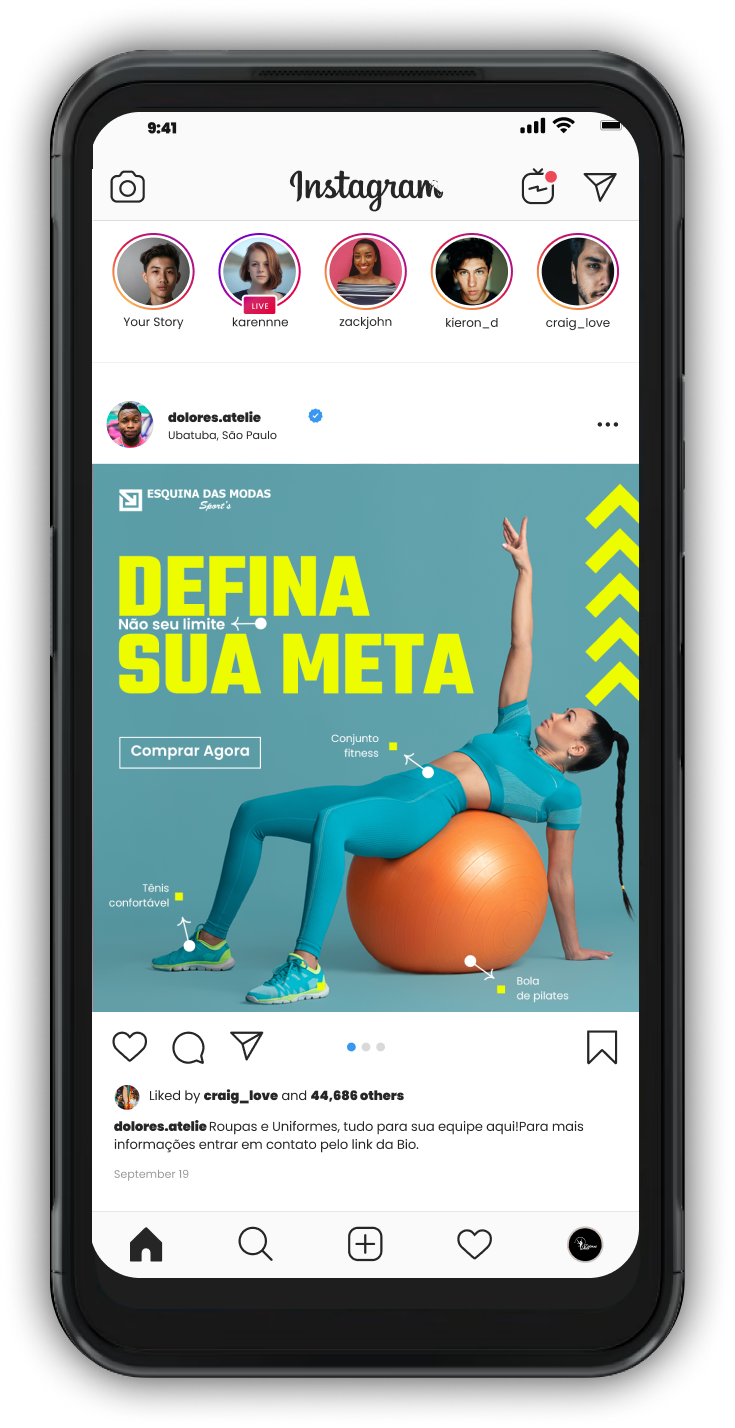 9:41
Instagram
LIVE
Your Story
karennne
zackjohn
kieron_d
craig_love
dolores.atelie
Ubatuba, São Paulo
ESQUINA DAS MODAS
Sport's
DEFINA
Não seu limite
SUA META
Comprar Agora
Conjunto
fitness
Tênis
confortável
Bola
de pilates
Liked by craig_love and 44,686 others
dolores.atelie Roupas e Uniformes, tudo para sua equipe aqui!Para mais
informações entrar em contato pelo link da Bio.
September 19